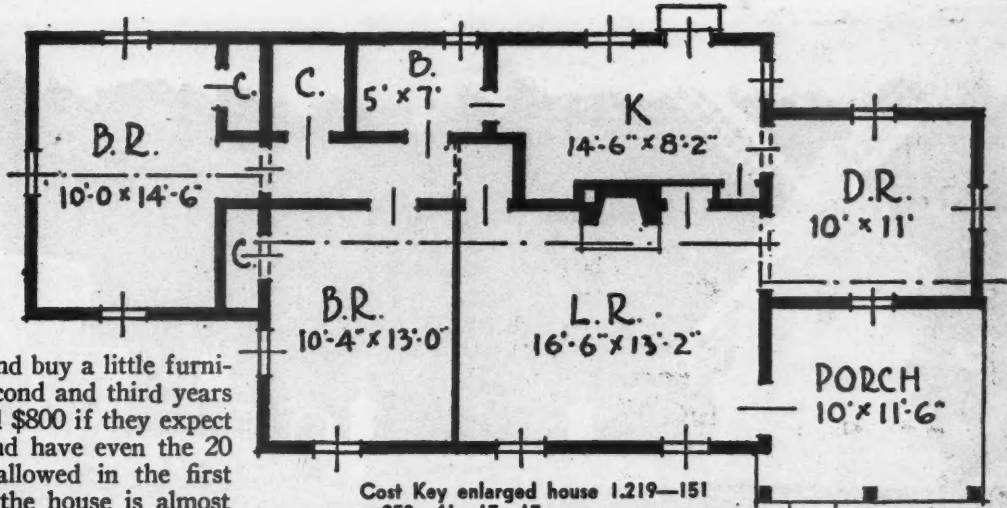 C.
C.
B.
5' x 7'
K
14'-6" x 8'-2"
B.R.
10'-0 x 14'-6"
D.R.
10' x 11'
C.
B.R.
10'-4" x 13'-0"
L.R.
16'-6" x 13'-2"
PORCH
10' x 11'-6"
nd buy a little furni-
cond and third years
$800 if they expect
nd have even the 20
allowed in the first
the house is almost
Cost Key enlarged house 1.219—151